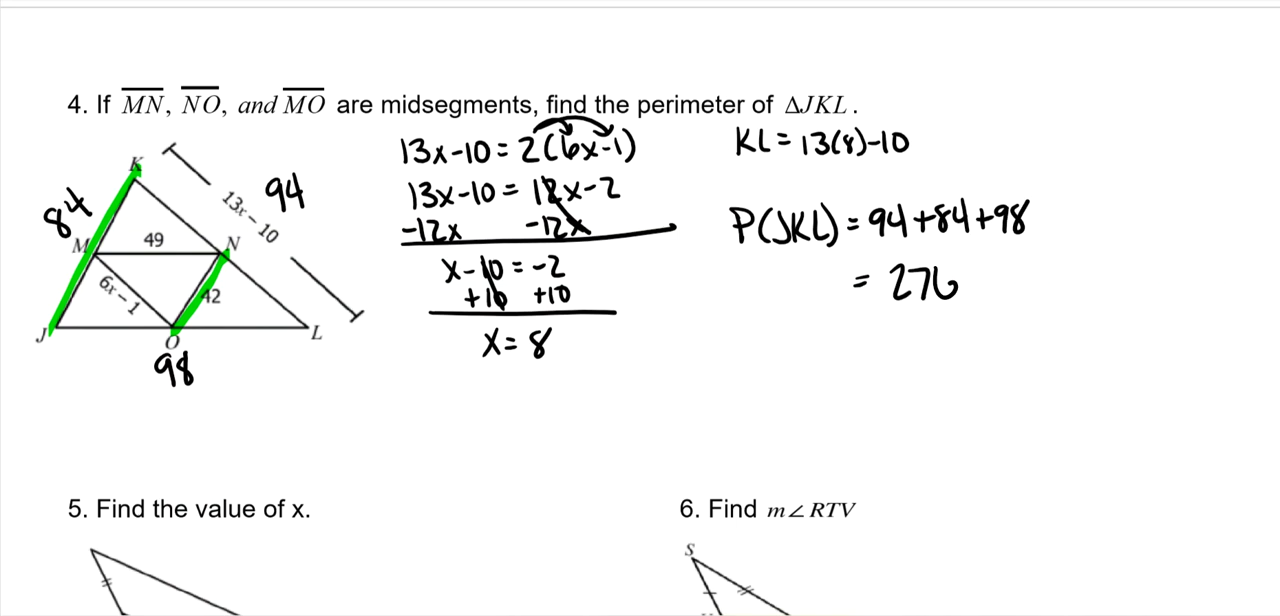 4. If MN, NO, and MO are midsegments, find the perimeter of ΔJKL.
K
13x − 10
94
84
M
49
N
6x − 1
42
J
O
L
98
13x-10 = 2(6x-1)
13x-10 = 12x-2
-12x -12x
x-10 = -2
+10 +10
x = 8
KL = 13(8)-10
P(JKL) = 94+84+98
= 276
5. Find the value of x.
6. Find m∠RTV
S